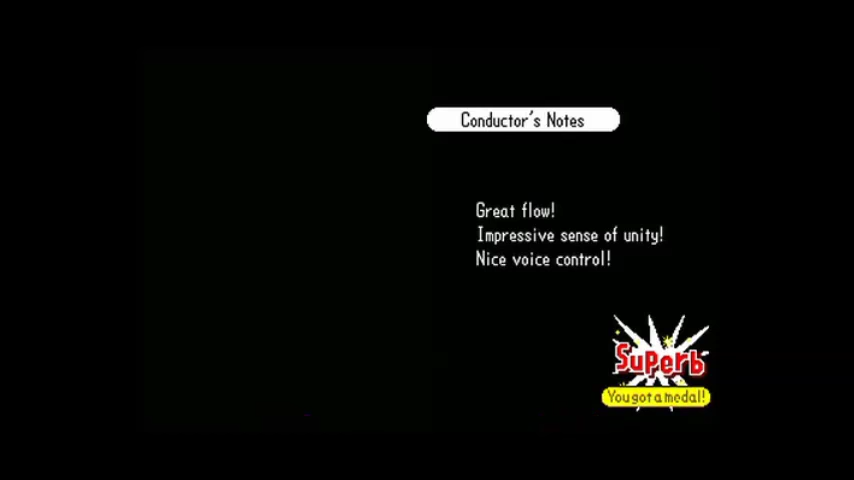 Conductor's Notes
Great flow!
Impressive sense of unity!
Nice voice control!
Superb
You got a medal!